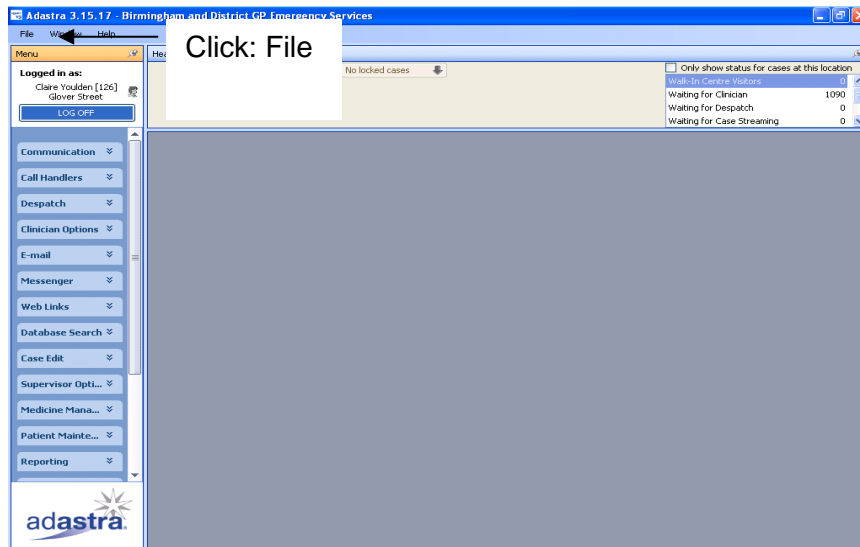 Adastra 3.15.17 - Birmingham and District GP Emergency Services
File Window Help
Click: File
Menu
Hea
Logged in as:
Claire Youlden [126]
Glover Street
LOG OFF
No locked cases
Only show status for cases at this location
Walk-In Centre Visitors 0
Waiting for Clinician 1090
Waiting for Despatch 0
Waiting for Case Streaming 0
Communication
Call Handlers
Despatch
Clinician Options
E-mail
Messenger
Web Links
Database Search
Case Edit
Supervisor Opti...
Medicine Mana...
Patient Mainte...
Reporting
adastra